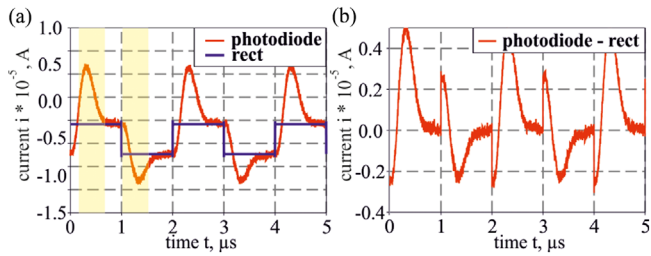 (a)
photodiode
rect
current i * 10⁻⁵, A
1.0
0.5
0.0
-0.5
-1.0
-1.5
0 1 2 3 4 5
time t, µs
(b)
photodiode - rect
current i * 10⁻⁵, A
0.4
0.2
0.0
-0.2
-0.4
0 1 2 3 4 5
time t, µs